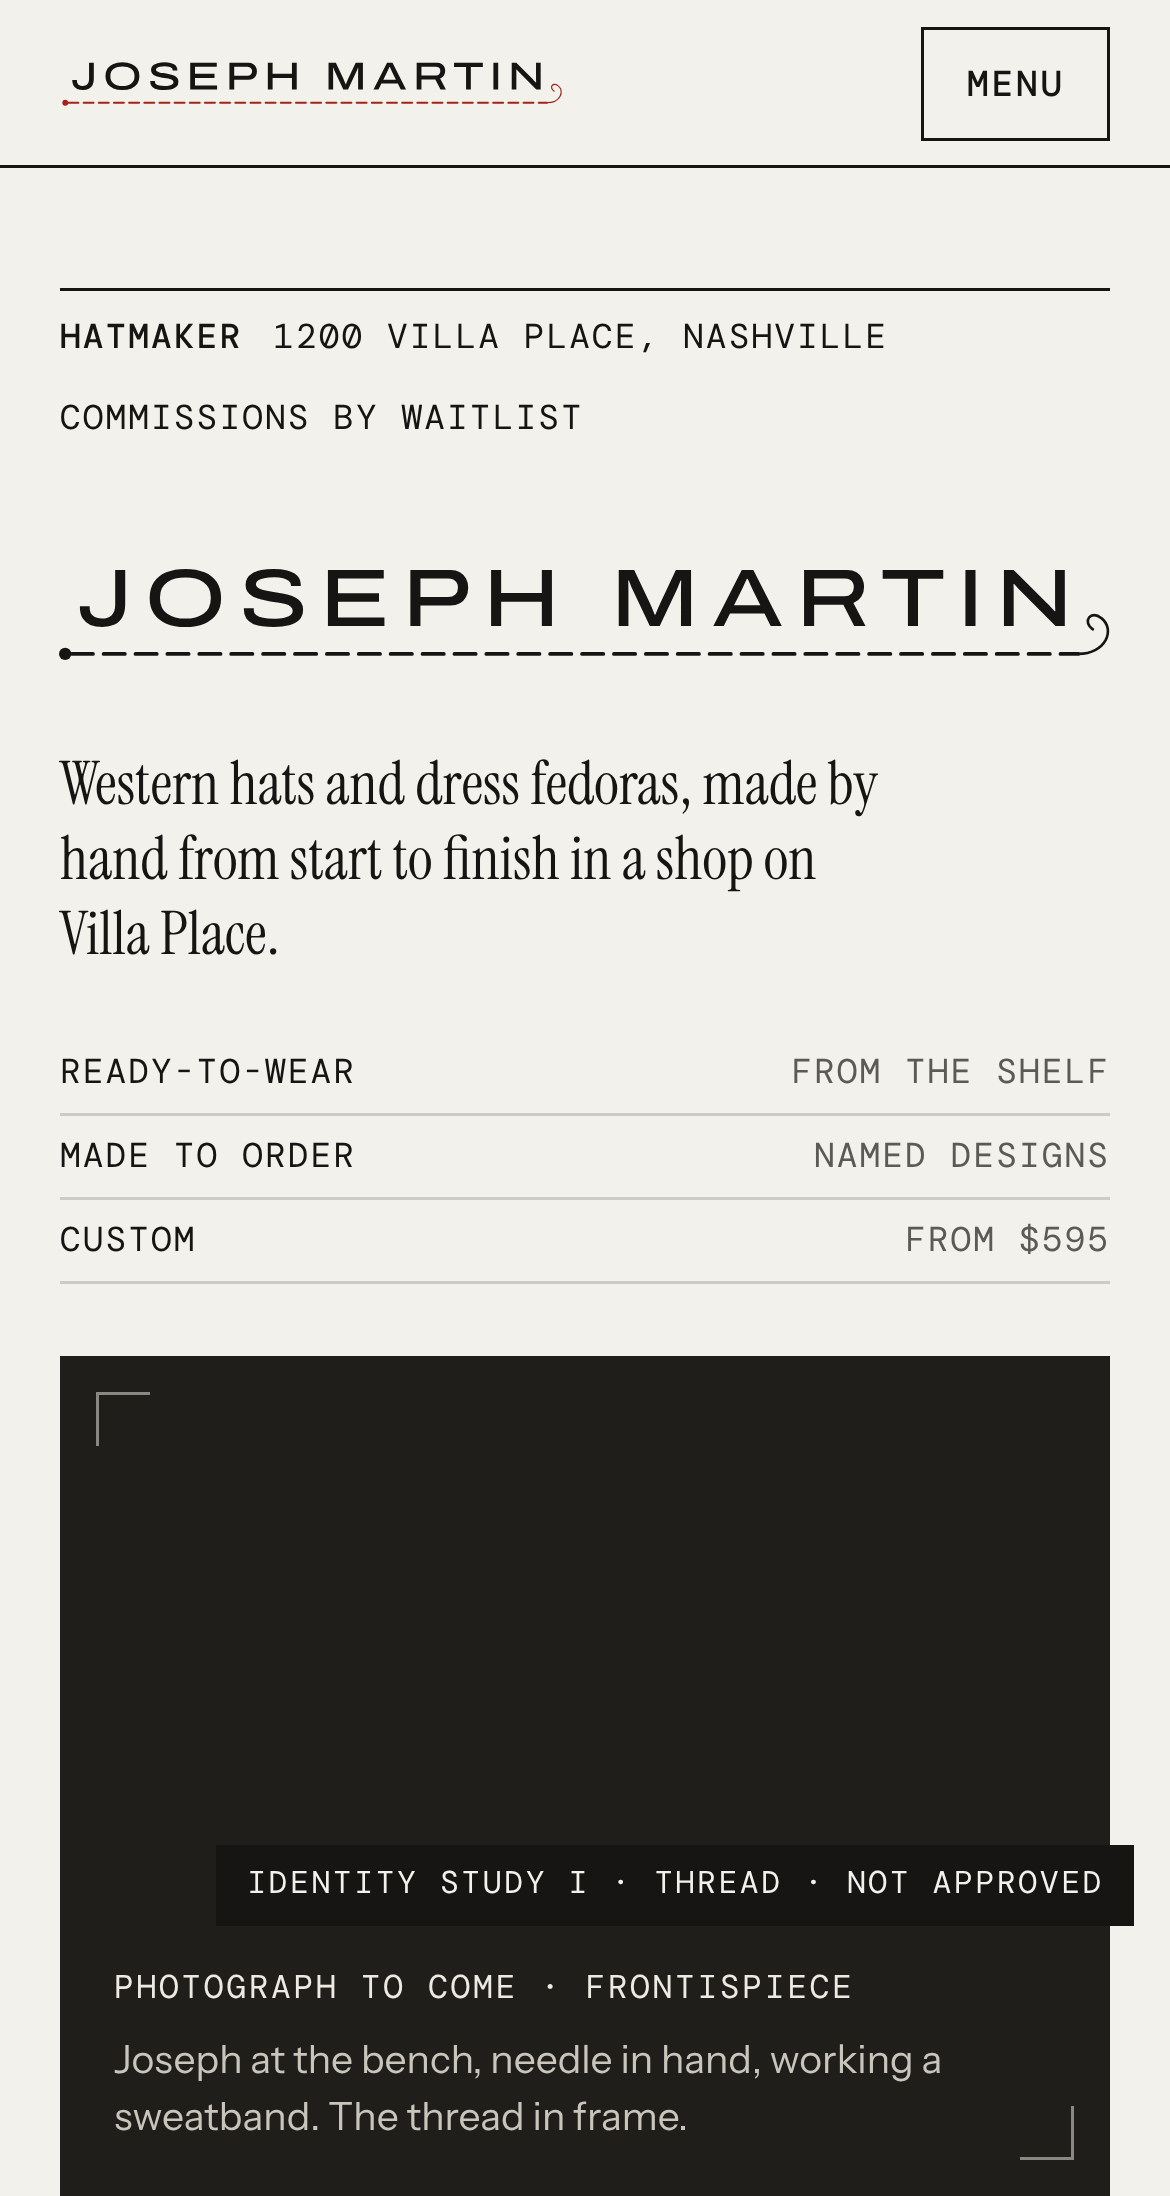 JOSEPH MARTIN
MENU
HATMAKER 1200 VILLA PLACE, NASHVILLE
COMMISSIONS BY WAITLIST
JOSEPH MARTIN
Western hats and dress fedoras, made by
hand from start to finish in a shop on
Villa Place.
READY-TO-WEAR FROM THE SHELF
MADE TO ORDER NAMED DESIGNS
CUSTOM FROM $595
IDENTITY STUDY I · THREAD · NOT APPROVED
PHOTOGRAPH TO COME · FRONTISPIECE
Joseph at the bench, needle in hand, working a
sweatband. The thread in frame.